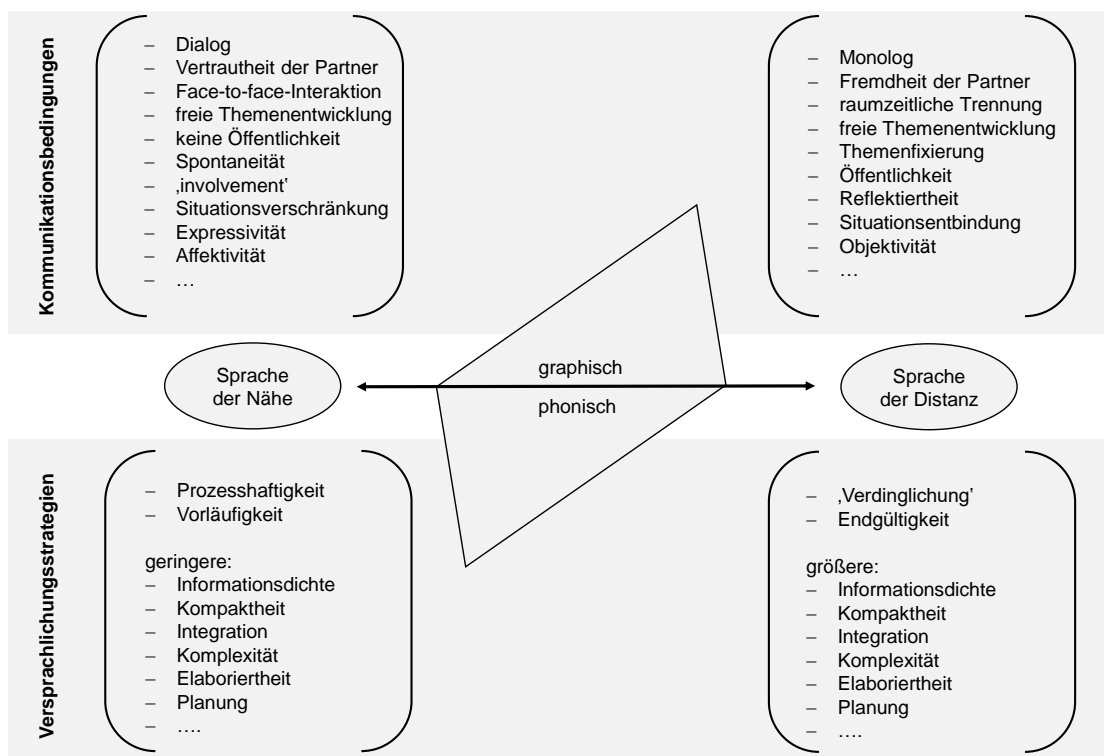 Kommunikationsbedingungen
– Dialog
– Vertrautheit der Partner
– Face-to-face-Interaktion
– freie Themenentwicklung
– keine Öffentlichkeit
– Spontaneität
– ‚involvement‘
– Situationsverschränkung
– Expressivität
– Affektivität
– …
– Monolog
– Fremdheit der Partner
– raumzeitliche Trennung
– freie Themenentwicklung
– Themenfixierung
– Öffentlichkeit
– Reflektiertheit
– Situationsentbindung
– Objektivität
– …
Sprache
der Nähe
graphisch
phonisch
Sprache
der Distanz
Versprachlichungsstrategien
– Prozesshaftigkeit
– Vorläufigkeit
geringere:
– Informationsdichte
– Kompaktheit
– Integration
– Komplexität
– Elaboriertheit
– Planung
– ….
– ‚Verdinglichung‘
– Endgültigkeit
größere:
– Informationsdichte
– Kompaktheit
– Integration
– Komplexität
– Elaboriertheit
– Planung
– ….